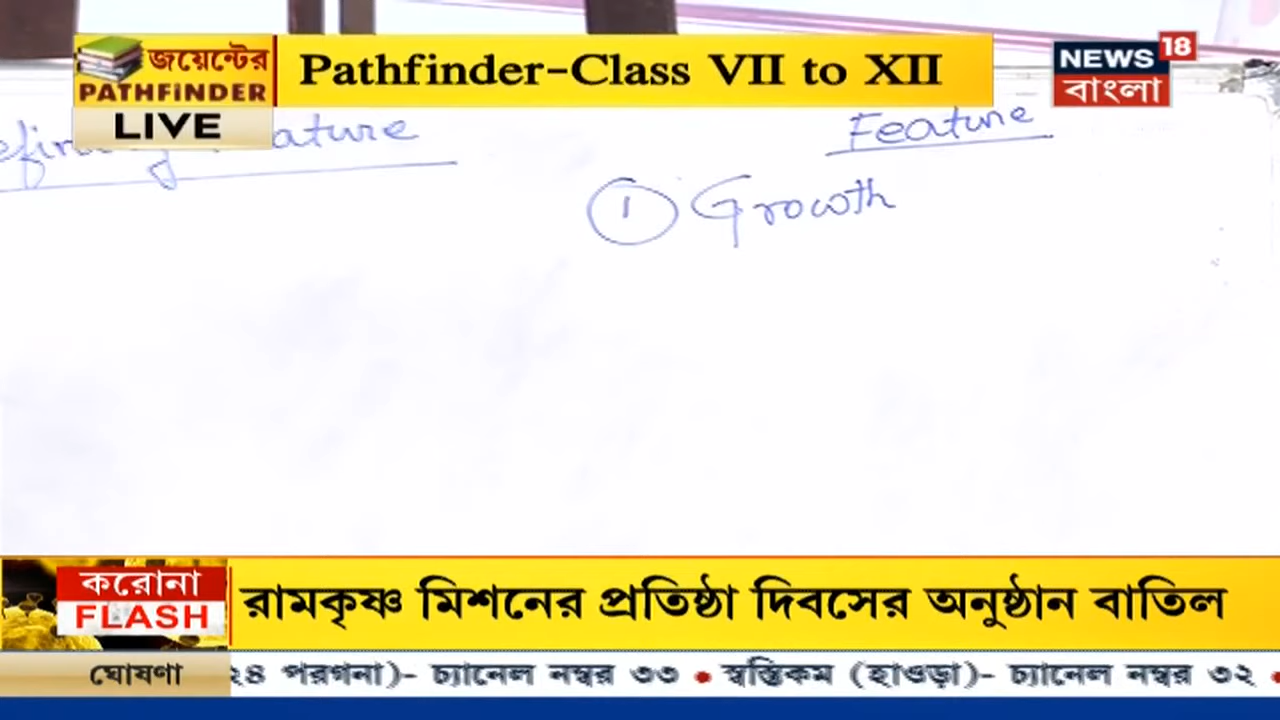 জয়েন্টের
PATHFINDER
LIVE
Pathfinder-Class VII to XII
NEWS 18
বাংলা
Feature
① Growth
করোনা
FLASH
রামকৃষ্ণ মিশনের প্রতিষ্ঠা দিবসের অনুষ্ঠান বাতিল
ঘোষণা
২৪ পরগনা)- চ্যানেল নম্বর ৩৩ • স্বস্তিকম (হাওড়া)- চ্যানেল নম্বর ৩২ •